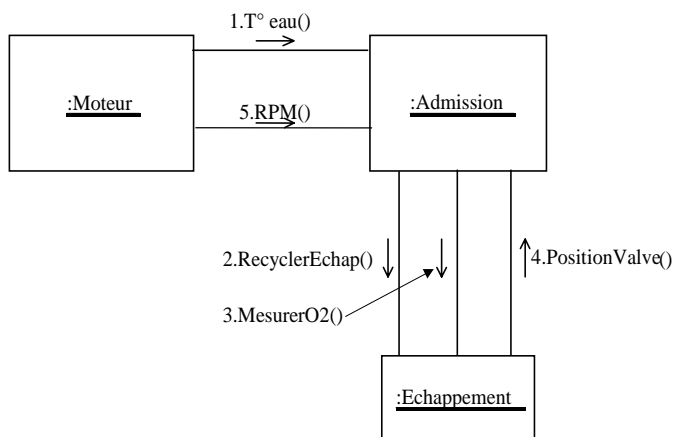 1.T° eau()
:Moteur
:Admission
5.RPM()
2.RecyclerEchap()
4.PositionValve()
3.MesurerO2()
:Echappement